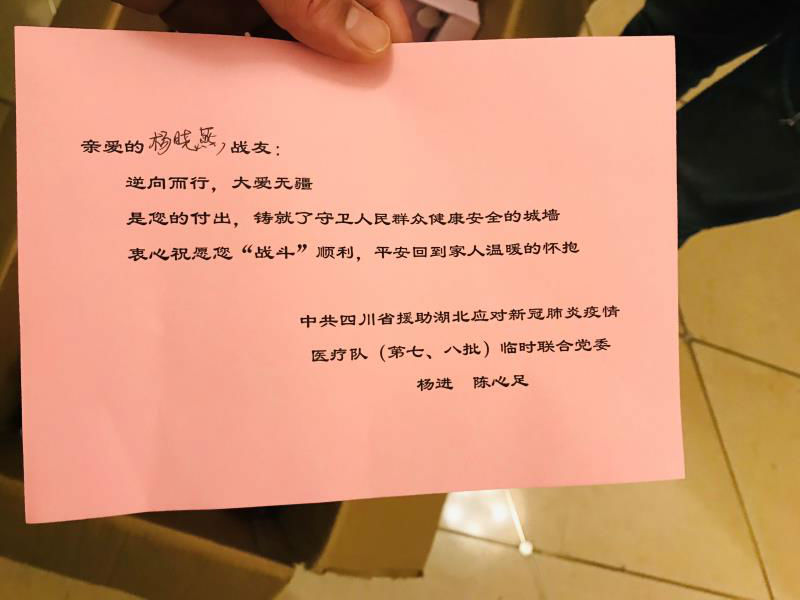 亲爱的杨晓燕，战友：
逆向而行，大爱无疆
是您的付出，铸就了守卫人民群众健康安全的城墙
衷心祝愿您“战斗”顺利，平安回到家人温暖的怀抱
中共四川省援助湖北应对新冠肺炎疫情
医疗队（第七、八批）临时联合党委
杨进 陈心足